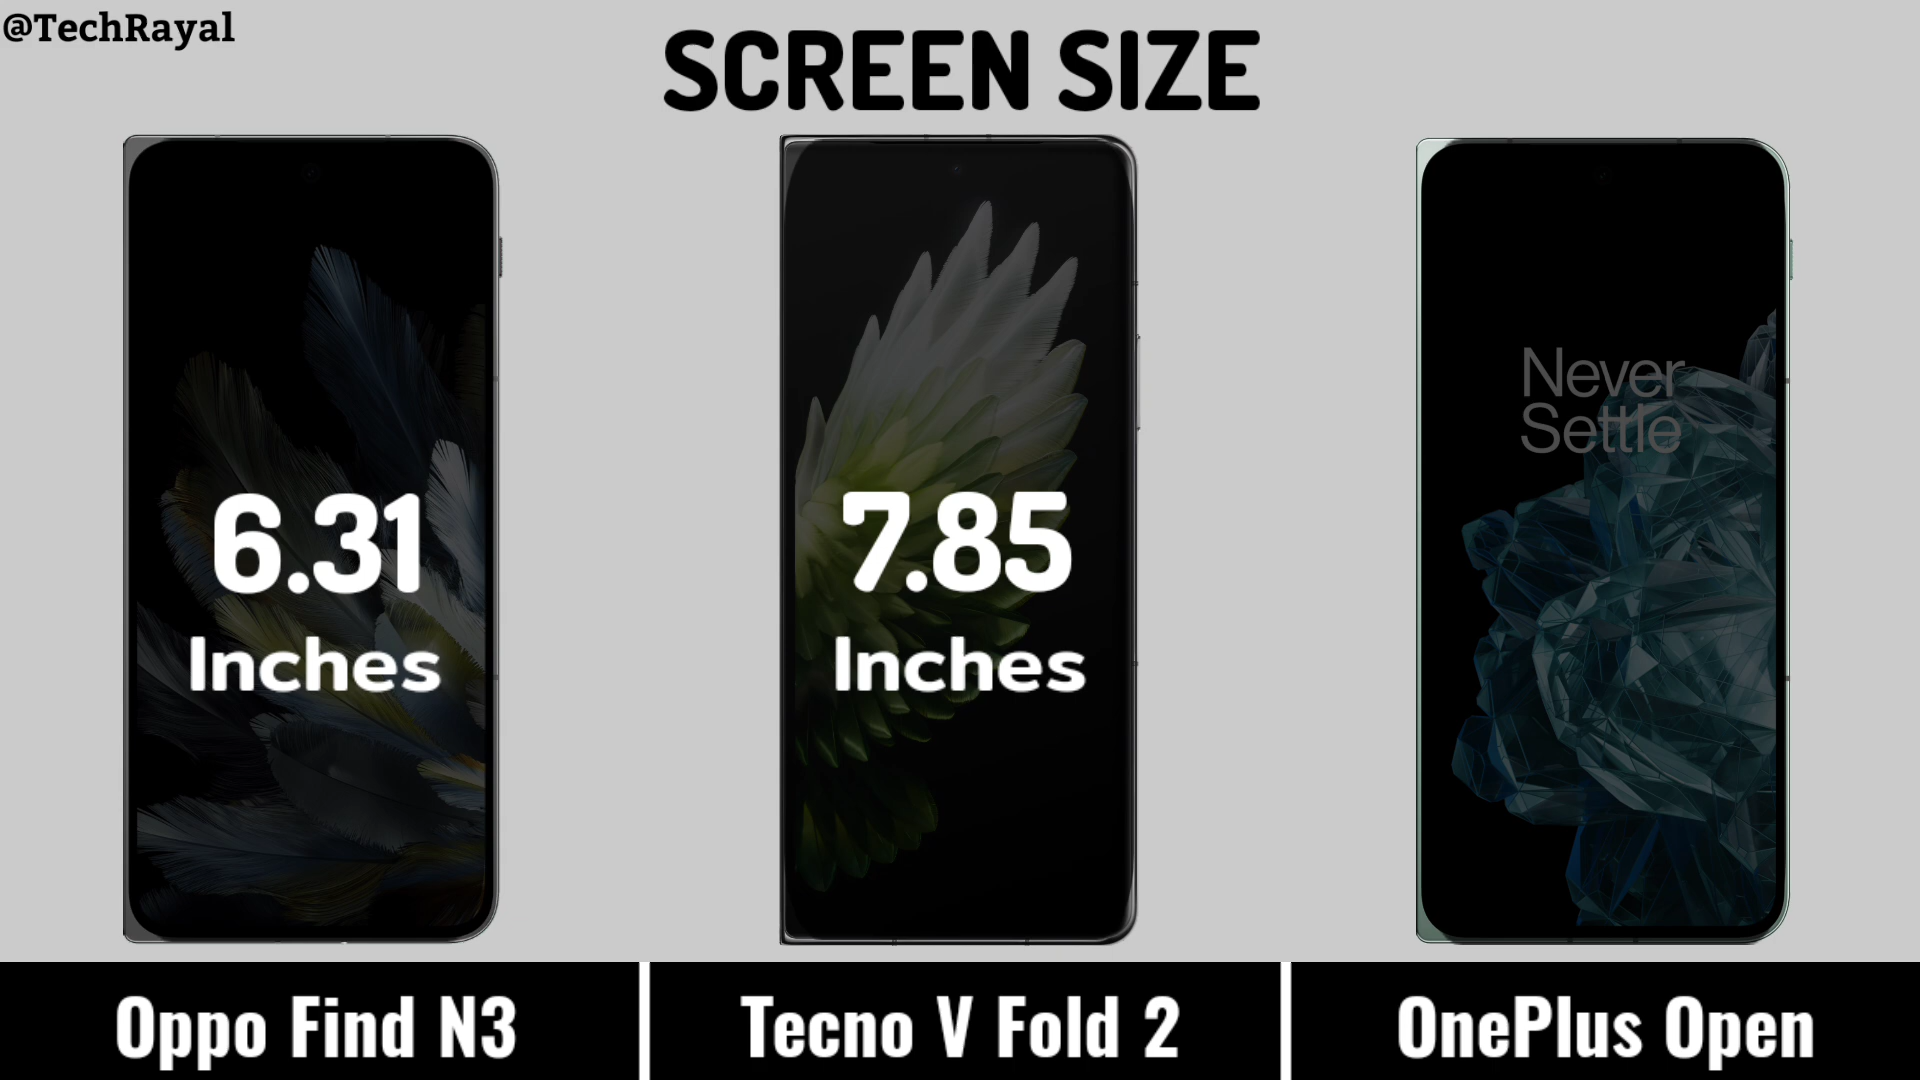 @TechRayal
SCREEN SIZE
Never
Settle
6.31
Inches
7.85
Inches
Oppo Find N3
Tecno V Fold 2
OnePlus Open